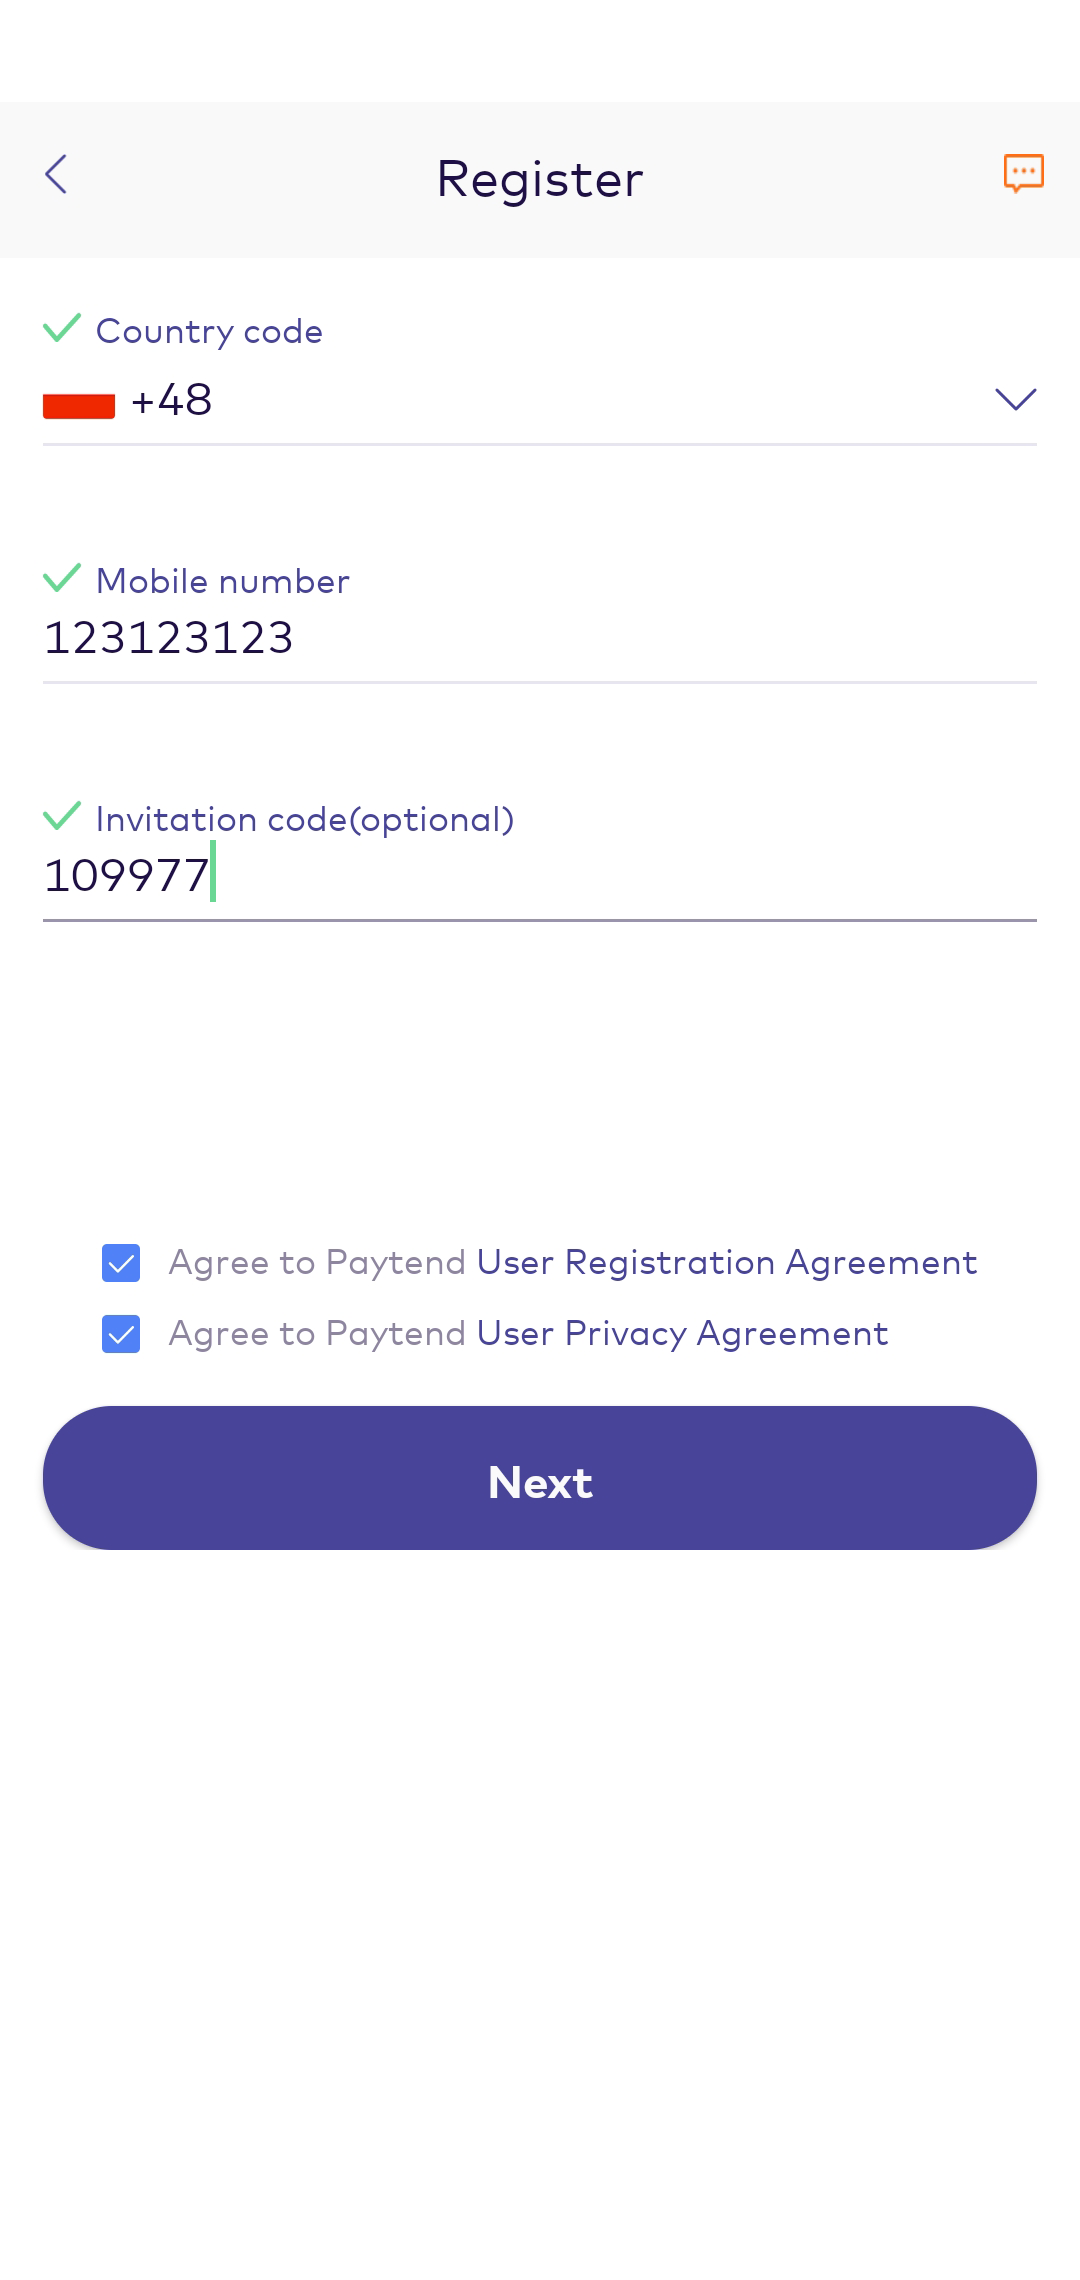 Register
Country code
+48
Mobile number
123123123
Invitation code(optional)
109977
Agree to Paytend User Registration Agreement
Agree to Paytend User Privacy Agreement
Next